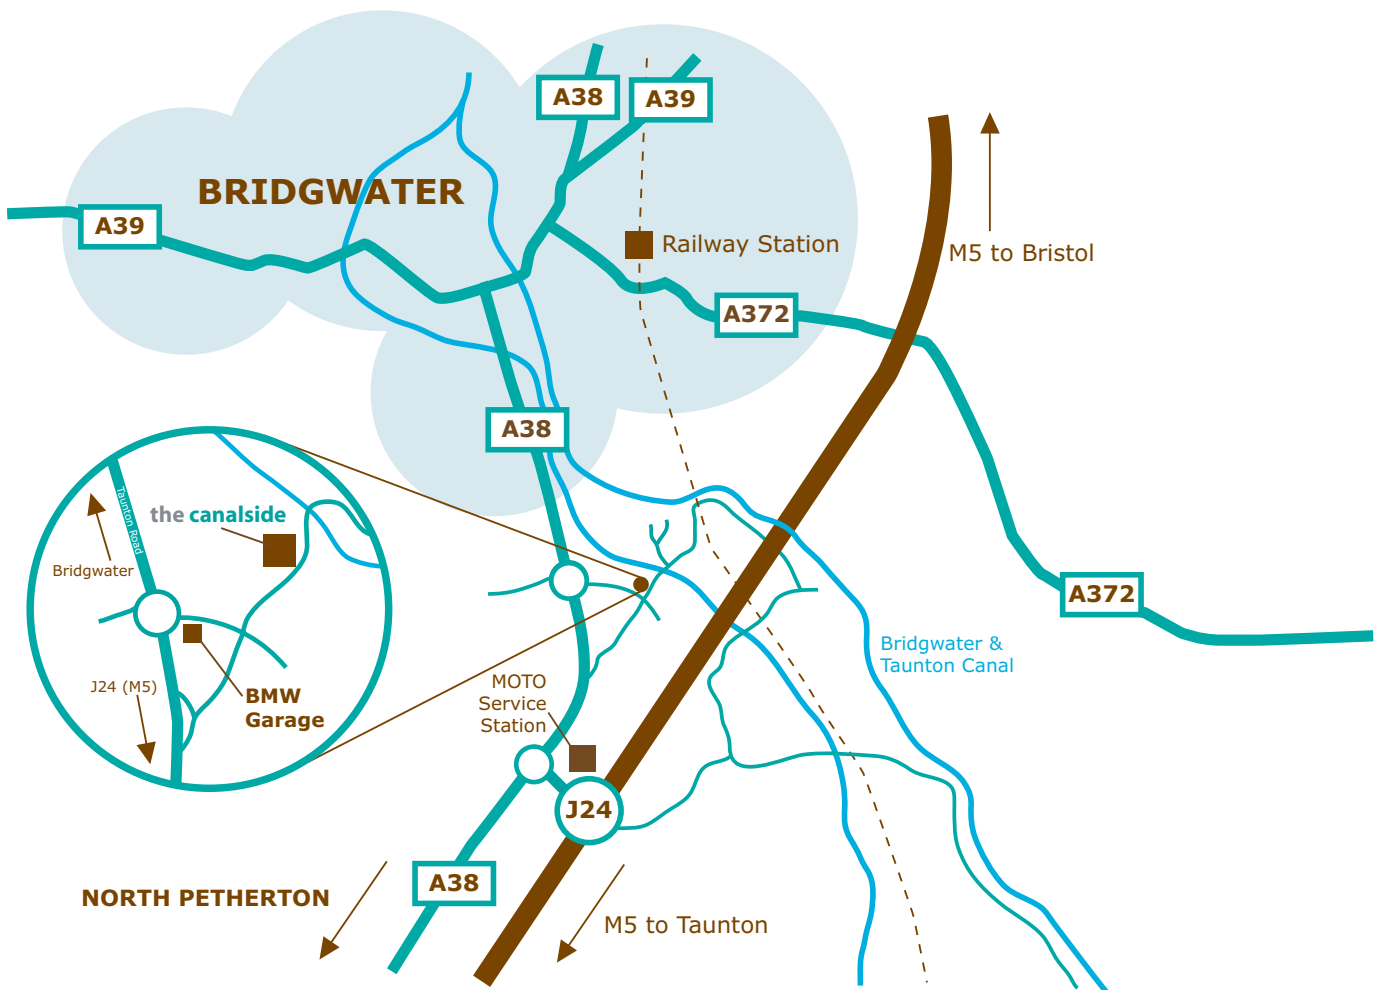 A38
A39
BRIDGWATER
A39
Railway Station
M5 to Bristol
A372
A38
Taunton Road
the canalside
Bridgwater
A372
Bridgwater &
Taunton Canal
J24 (M5)
BMW
Garage
MOTO
Service
Station
J24
A38
NORTH PETHERTON
M5 to Taunton